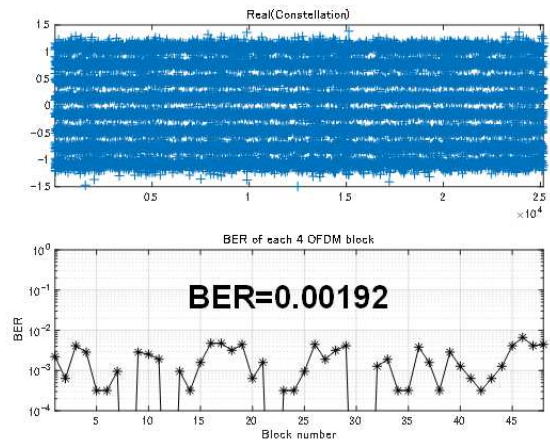 Real(Constellation)
1.5
1
0.5
0
-0.5
-1
-1.5
0.5 1 1.5 2 2.5
×10^4
BER of each 4 OFDM block
10^0
10^-1
10^-2
10^-3
10^-4
BER
BER=0.00192
5 10 15 20 25 30 35 40 45
Block number